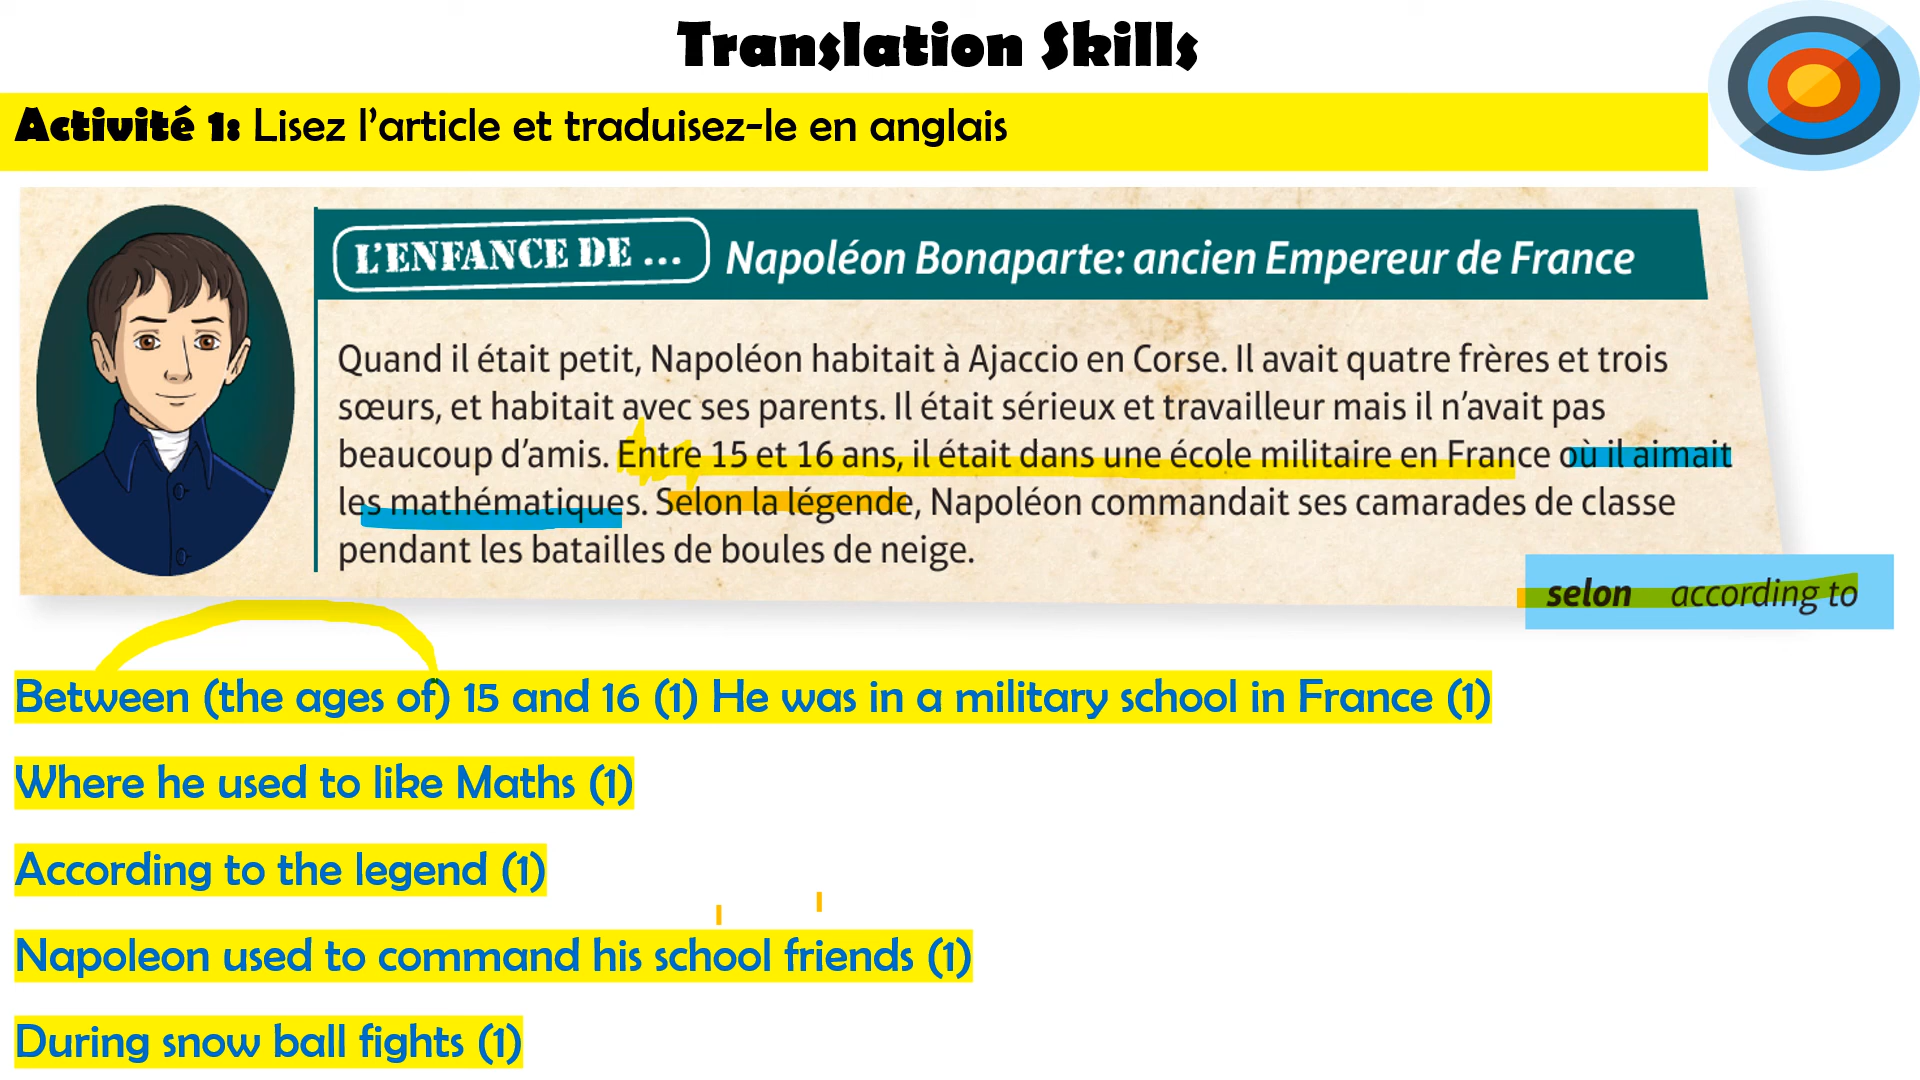 Translation Skills
Activité 1: Lisez l’article et traduisez-le en anglais
L’ENFANCE DE ... Napoléon Bonaparte: ancien Empereur de France
Quand il était petit, Napoléon habitait à Ajaccio en Corse. Il avait quatre frères et trois
sœurs, et habitait avec ses parents. Il était sérieux et travailleur mais il n’avait pas
beaucoup d’amis. Entre 15 et 16 ans, il était dans une école militaire en France où il aimait
les mathématiques. Selon la légende, Napoléon commandait ses camarades de classe
pendant les batailles de boules de neige.
selon according to
Between (the ages of) 15 and 16 (1) He was in a military school in France (1)
Where he used to like Maths (1)
According to the legend (1)
Napoleon used to command his school friends (1)
During snow ball fights (1)